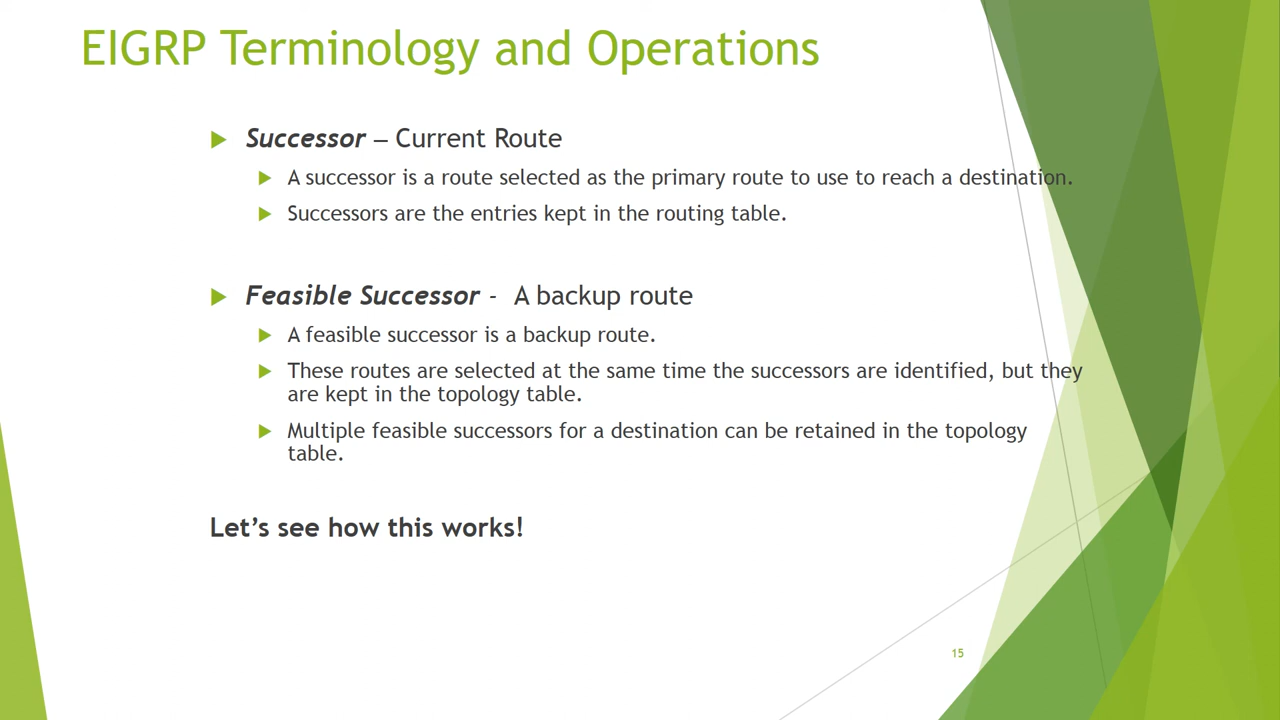 EIGRP Terminology and Operations
Successor – Current Route
A successor is a route selected as the primary route to use to reach a destination.
Successors are the entries kept in the routing table.
Feasible Successor - A backup route
A feasible successor is a backup route.
These routes are selected at the same time the successors are identified, but they
are kept in the topology table.
Multiple feasible successors for a destination can be retained in the topology
table.
Let’s see how this works!
15